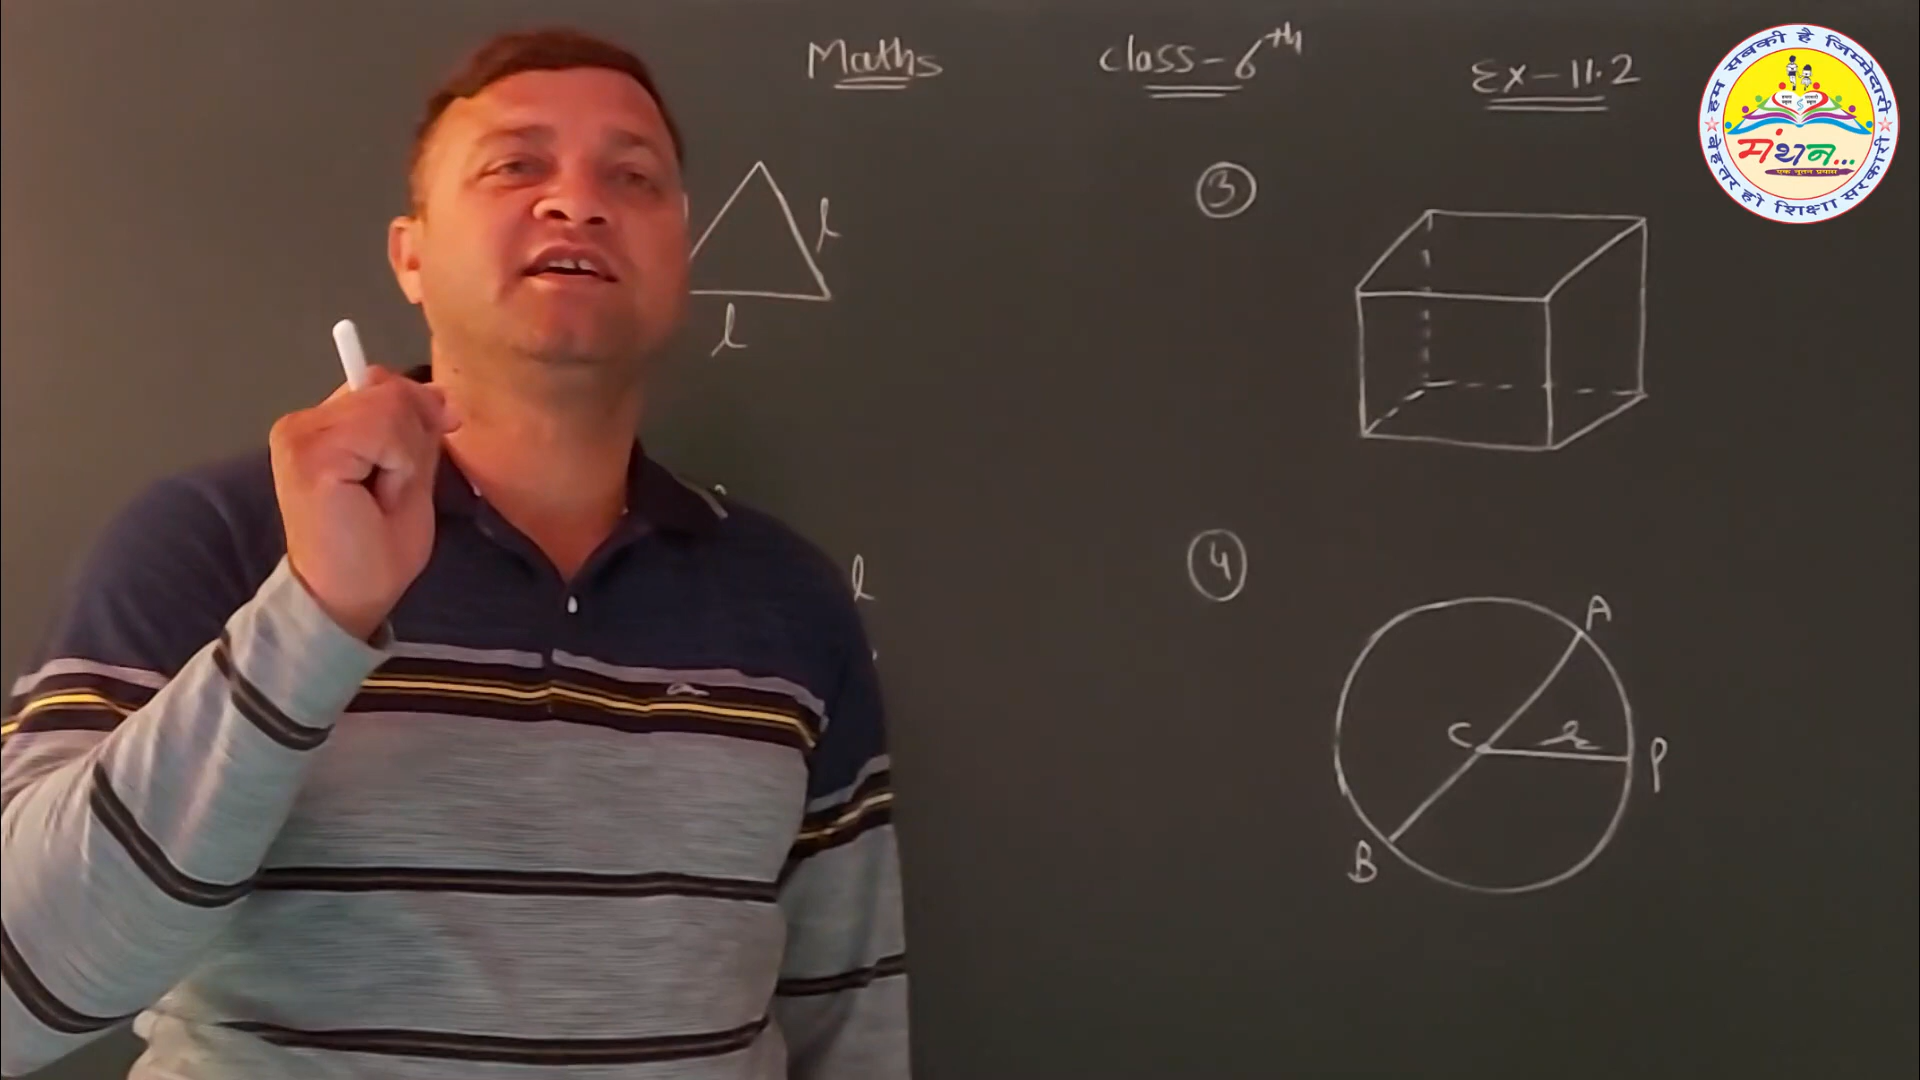 Maths
Class-6th
Ex-11.2
l
l
3
l
4
A
C
r
P
B
हम सबकी है जिम्मेदारी
बेहतर हो शिक्षा सरकारी
मंथन...
एक नूतन प्रयास